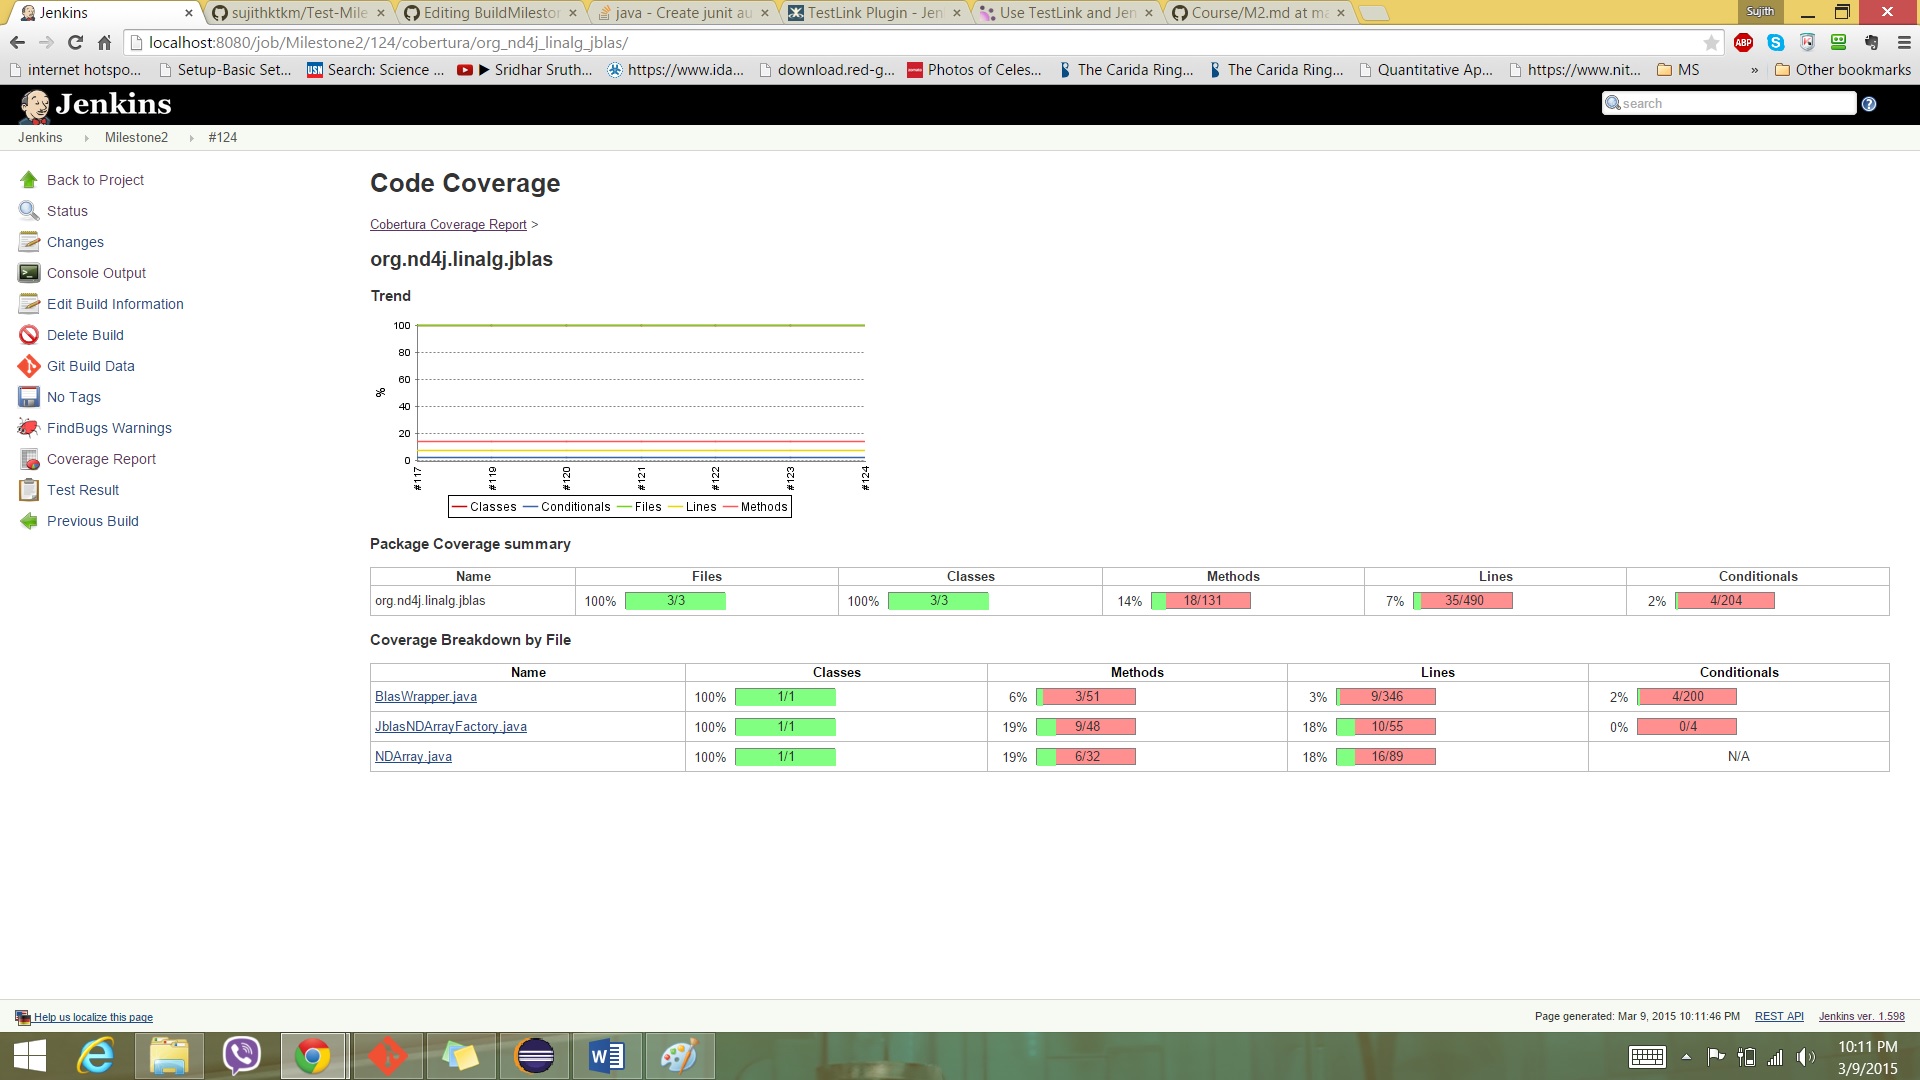 Jenkins
sujithktkm/Test-Mile
Editing BuildMilestor
java - Create junit au
TestLink Plugin - Jen
Use TestLink and Jen
Course/M2.md at ma
Sujith
localhost:8080/job/Milestone2/124/cobertura/org_nd4j_linalg_jblas/
ABP
internet hotspo...
Setup-Basic Set...
USN Search: Science ...
▶ Sridhar Sruth...
https://www.ida...
download.red-g...
Photos of Celes...
The Carida Ring...
The Carida Ring...
Quantitative Ap...
https://www.nit...
MS
»
Other bookmarks
Jenkins
search
?
Jenkins
Milestone2
#124
Back to Project
Status
Changes
Console Output
Edit Build Information
Delete Build
Git Build Data
No Tags
FindBugs Warnings
Coverage Report
Test Result
Previous Build
Code Coverage
Cobertura Coverage Report >
org.nd4j.linalg.jblas
Trend
100
80
60
40
20
0
%
#117 #119 #120 #121 #122 #123 #124
Classes Conditionals Files Lines Methods
Package Coverage summary
Name Files Classes Methods Lines Conditionals
org.nd4j.linalg.jblas 100% 3/3 100% 3/3 14% 18/131 7% 35/490 2% 4/204
Coverage Breakdown by File
Name Classes Methods Lines Conditionals
BlasWrapper.java 100% 1/1 6% 3/51 3% 9/346 2% 4/200
JblasNDArrayFactory.java 100% 1/1 19% 9/48 18% 10/55 0% 0/4
NDArray.java 100% 1/1 19% 6/32 18% 16/89 N/A
Help us localize this page
Page generated: Mar 9, 2015 10:11:46 PM REST API Jenkins ver. 1.598
10:11 PM
3/9/2015